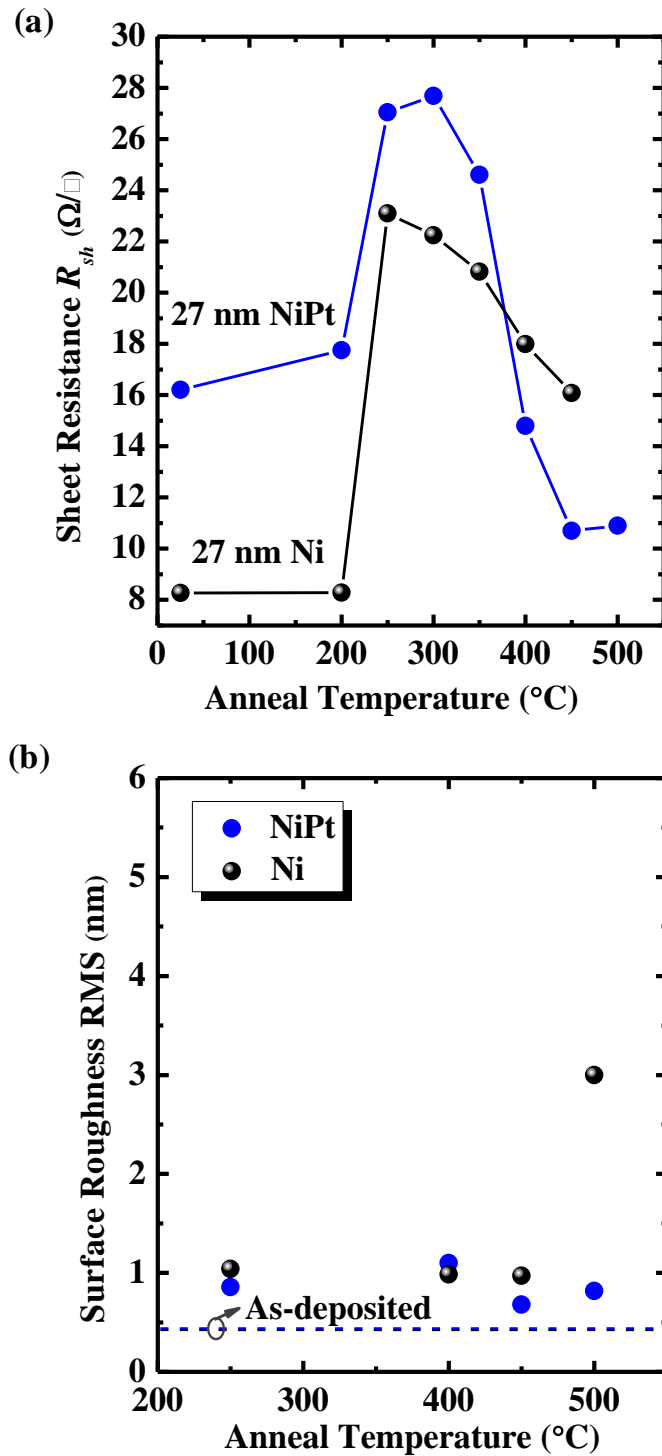 (a)
30
28
26
24
22
20
18
16
14
12
10
8
Sheet Resistance R_sh (Ω/□)
27 nm NiPt
27 nm Ni
0 100 200 300 400 500
Anneal Temperature (°C)
(b)
6
5
4
3
2
1
0
Surface Roughness RMS (nm)
NiPt
Ni
As-deposited
200 300 400 500
Anneal Temperature (°C)